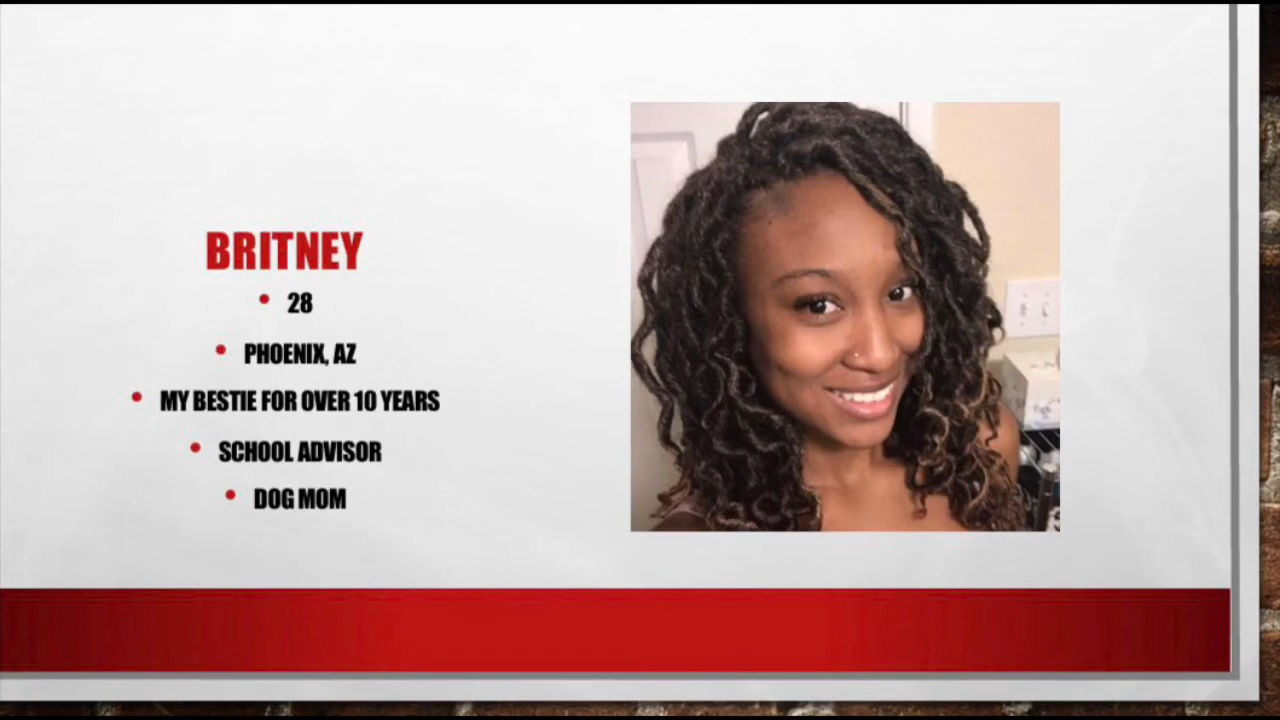 BRITNEY
• 28
• PHOENIX, AZ
• MY BESTIE FOR OVER 10 YEARS
• SCHOOL ADVISOR
• DOG MOM